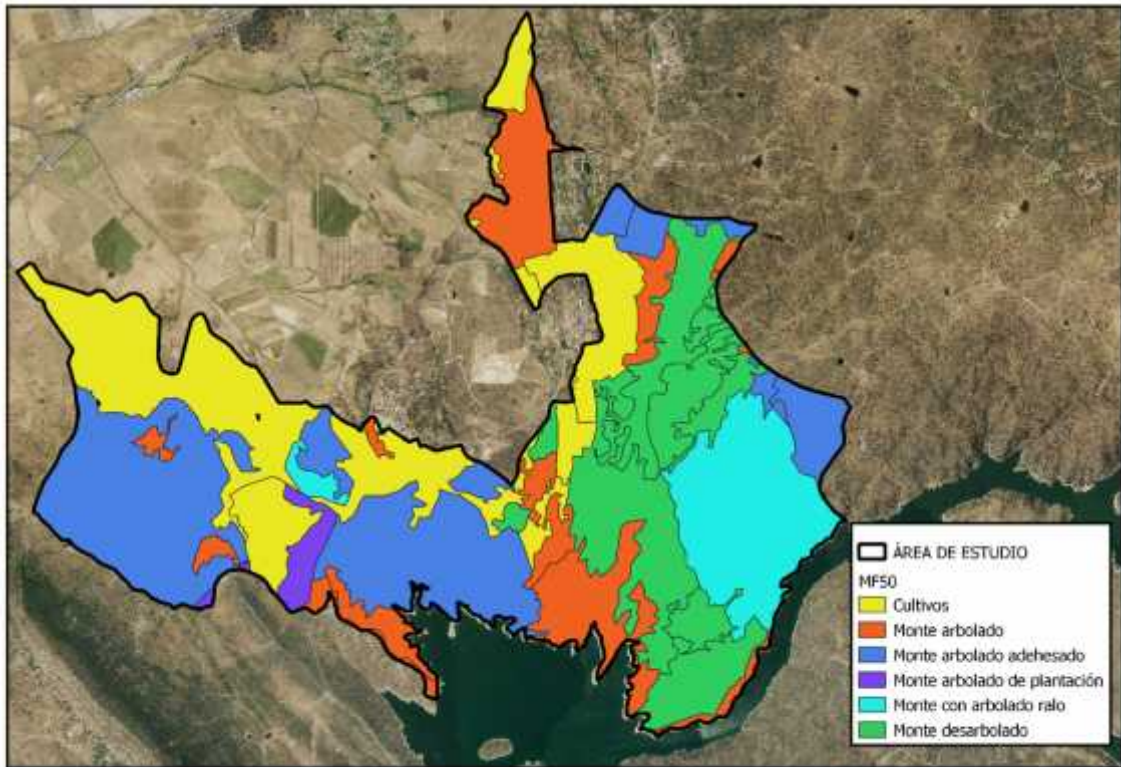 ÁREA DE ESTUDIO
MF50
Cultivos
Monte arbolado
Monte arbolado adehesado
Monte arbolado de plantación
Monte con arbolado ralo
Monte desarbolado